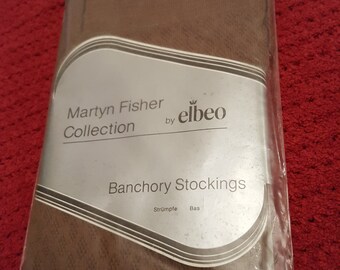 Martyn Fisher
Collection by elbeo
Banchory Stockings
Strümpfe Bas